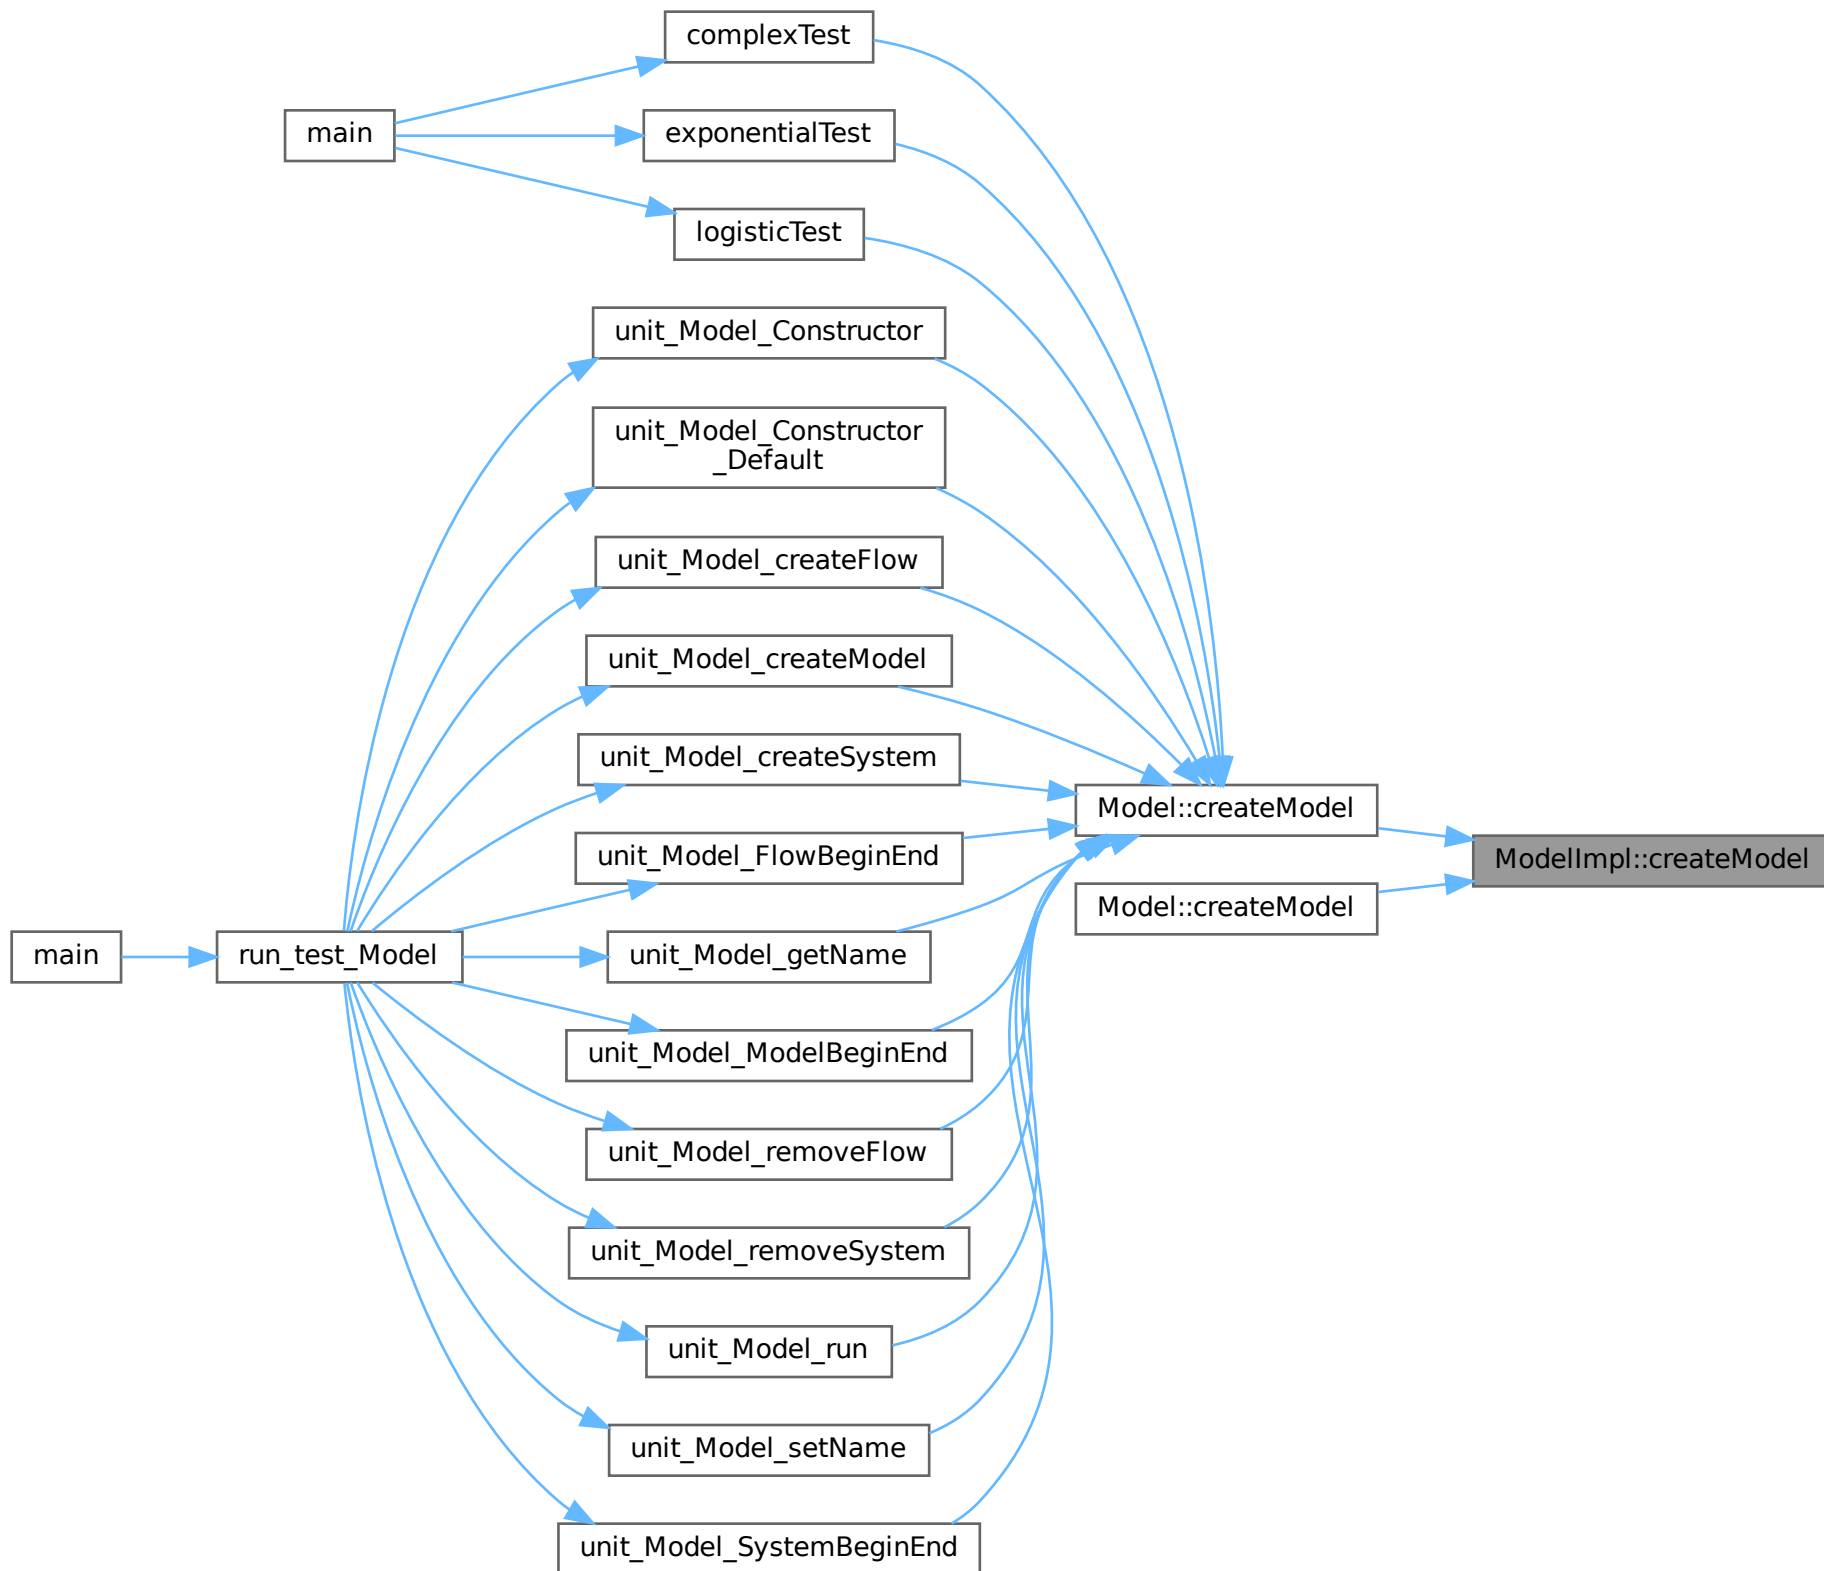 complexTest
main
exponentialTest
logisticTest
unit_Model_Constructor
unit_Model_Constructor
_Default
unit_Model_createFlow
unit_Model_createModel
unit_Model_createSystem
Model::createModel
unit_Model_FlowBeginEnd
ModelImpl::createModel
Model::createModel
main
run_test_Model
unit_Model_getName
unit_Model_ModelBeginEnd
unit_Model_removeFlow
unit_Model_removeSystem
unit_Model_run
unit_Model_setName
unit_Model_SystemBeginEnd